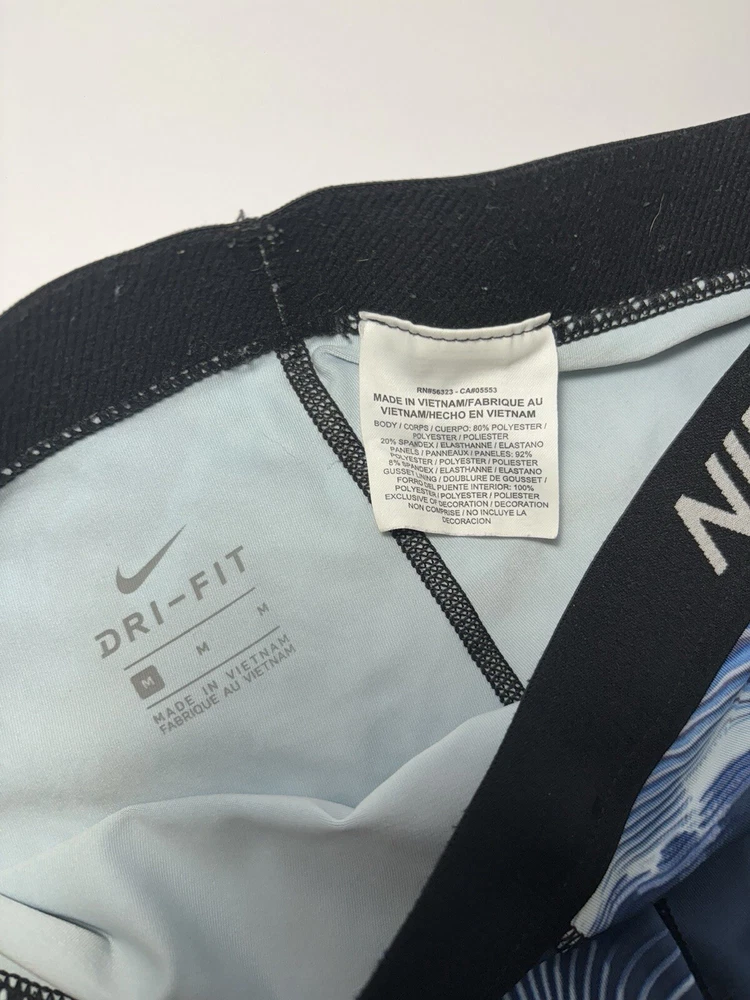 RN#56323 - CA#05553
MADE IN VIETNAM/FABRIQUE AU
VIETNAM/HECHO EN VIETNAM
BODY / CORPS / CUERPO: 80% POLYESTER /
POLYESTER / POLIESTER
20% SPANDEX / ELASTHANNE / ELASTANO
PANELS / PANNEAUX / PANELES: 92%
POLYESTER / POLYESTER / POLIESTER
8% SPANDEX / ELASTHANNE / ELASTANO
GUSSET LINING / DOUBLURE DE GOUSSET /
FORRO DEL PUENTE INTERIOR: 100%
POLYESTER / POLYESTER / POLIESTER
EXCLUSIVE OF DECORATION / DECORATION
NON COMPRISE / NO INCLUYE LA
DECORACION
DRI-FIT
M M M
MADE IN VIETNAM
FABRIQUE AU VIETNAM